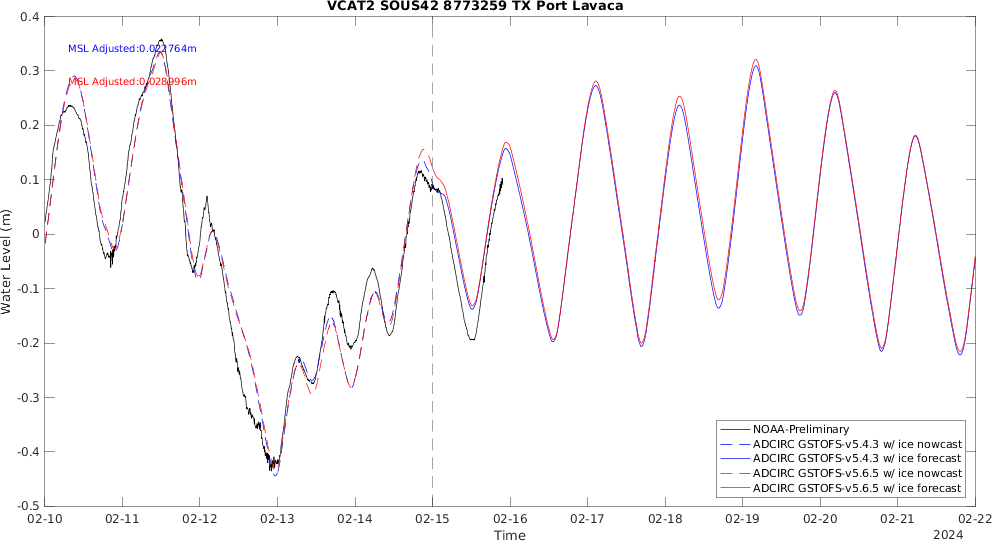 VCAT2 SOUS42 8773259 TX Port Lavaca
0.4
MSL Adjusted:0.022764m
0.3
MSL Adjusted:0.028996m
0.2
0.1
0
-0.1
-0.2
-0.3
-0.4
-0.5
Water Level (m)
NOAA-Preliminary
ADCIRC GSTOFS-v5.4.3 w/ ice nowcast
ADCIRC GSTOFS-v5.4.3 w/ ice forecast
ADCIRC GSTOFS-v5.6.5 w/ ice nowcast
ADCIRC GSTOFS-v5.6.5 w/ ice forecast
02-10 02-11 02-12 02-13 02-14 02-15 02-16 02-17 02-18 02-19 02-20 02-21 02-22
Time
2024